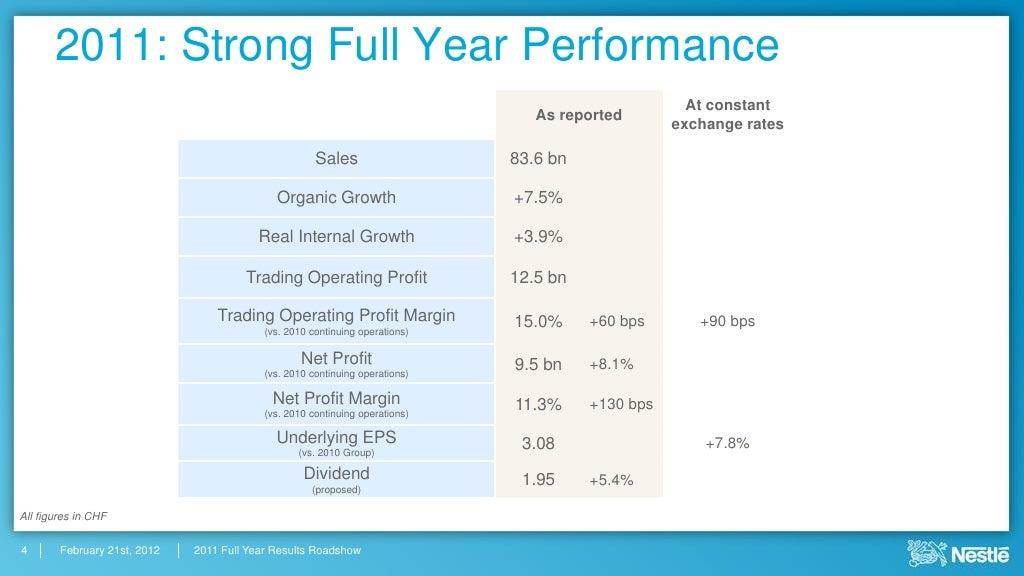 2011: Strong Full Year Performance
As reported
At constant
exchange rates
Sales 83.6 bn
Organic Growth +7.5%
Real Internal Growth +3.9%
Trading Operating Profit 12.5 bn
Trading Operating Profit Margin 15.0% +60 bps +90 bps
(vs. 2010 continuing operations)
Net Profit 9.5 bn +8.1%
(vs. 2010 continuing operations)
Net Profit Margin 11.3% +130 bps
(vs. 2010 continuing operations)
Underlying EPS 3.08 +7.8%
(vs. 2010 Group)
Dividend 1.95 +5.4%
(proposed)
All figures in CHF
4 February 21st, 2012 2011 Full Year Results Roadshow
Nestlé